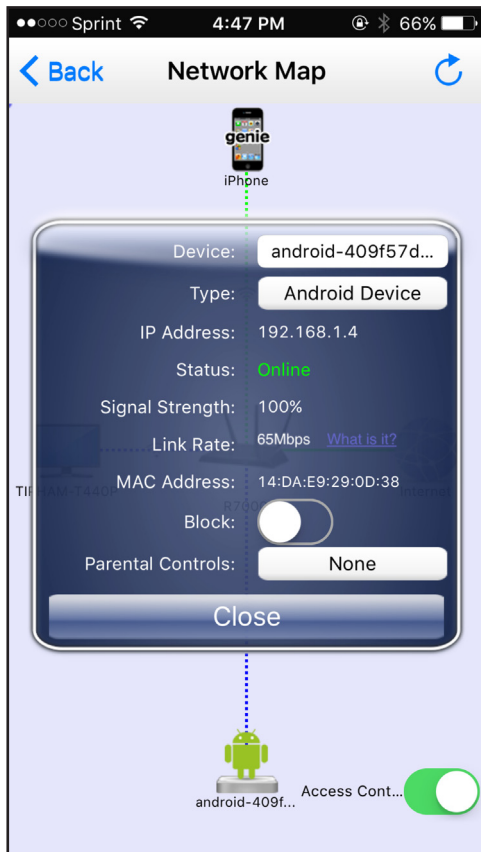 Sprint 4:47 PM 66%
Back Network Map
genie
iPhone
Device: android-409f57d...
Type: Android Device
IP Address: 192.168.1.4
Status: Online
Signal Strength: 100%
Link Rate: 65Mbps What is it?
MAC Address: 14:DA:E9:29:0D:38
Block:
Parental Controls: None
Close
android-409f...
Access Cont...